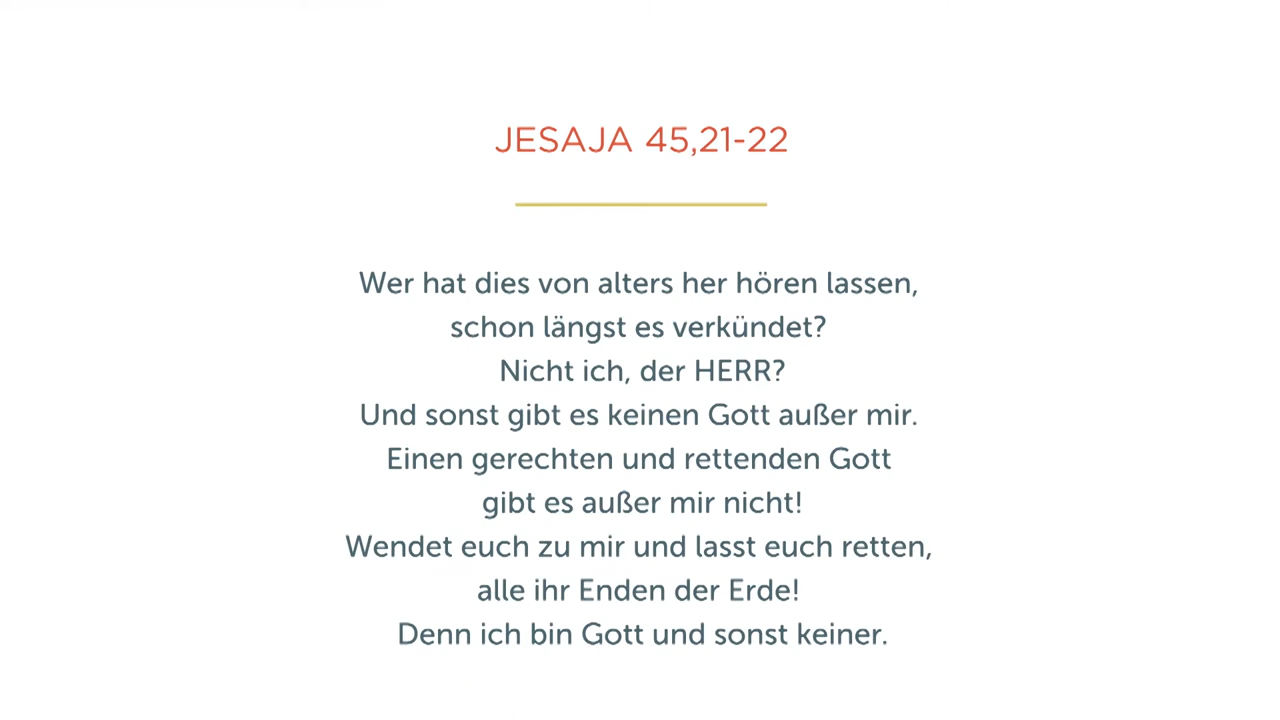 JESAJA 45,21-22
Wer hat dies von alters her hören lassen,
schon längst es verkündet?
Nicht ich, der HERR?
Und sonst gibt es keinen Gott außer mir.
Einen gerechten und rettenden Gott
gibt es außer mir nicht!
Wendet euch zu mir und lasst euch retten,
alle ihr Enden der Erde!
Denn ich bin Gott und sonst keiner.